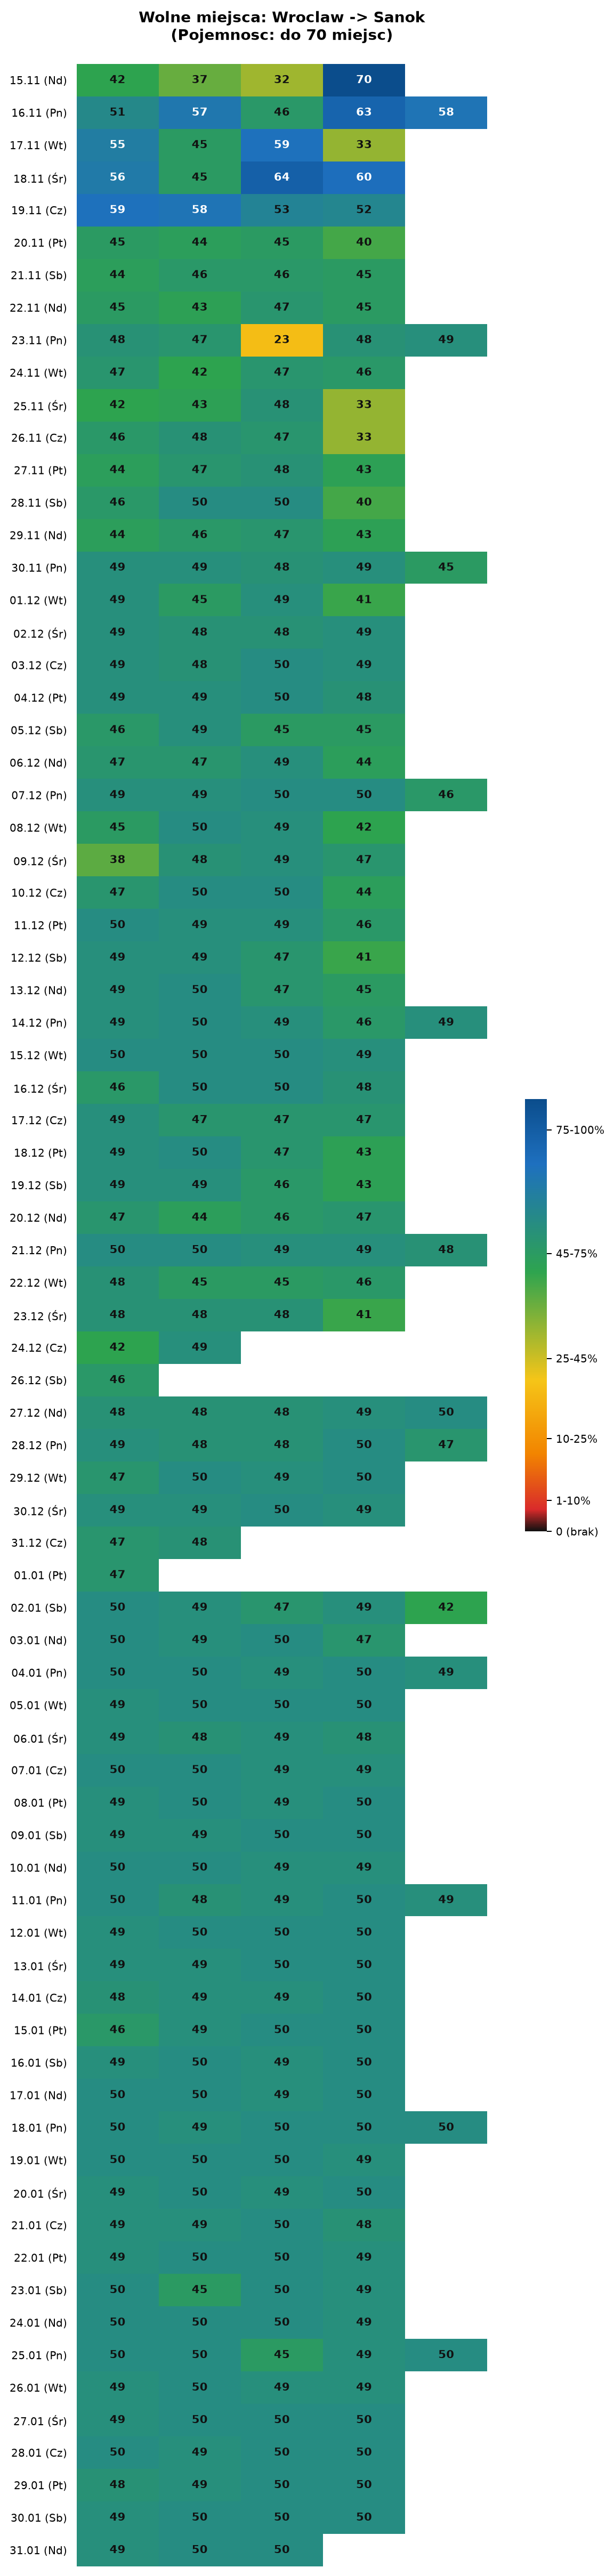 Wolne miejsca: Wroclaw -> Sanok
(Pojemnosc: do 70 miejsc)
15.11 (Nd) 42 37 32 70
16.11 (Pn) 51 57 46 63 58
17.11 (Wt) 55 45 59 33
18.11 (Śr) 56 45 64 60
19.11 (Cz) 59 58 53 52
20.11 (Pt) 45 44 45 40
21.11 (Sb) 44 46 46 45
22.11 (Nd) 45 43 47 45
23.11 (Pn) 48 47 23 48 49
24.11 (Wt) 47 42 47 46
25.11 (Śr) 42 43 48 33
26.11 (Cz) 46 48 47 33
27.11 (Pt) 44 47 48 43
28.11 (Sb) 46 50 50 40
29.11 (Nd) 44 46 47 43
30.11 (Pn) 49 49 48 49 45
01.12 (Wt) 49 45 49 41
02.12 (Śr) 49 48 48 49
03.12 (Cz) 49 48 50 49
04.12 (Pt) 49 49 50 48
05.12 (Sb) 46 49 45 45
06.12 (Nd) 47 47 49 44
07.12 (Pn) 49 49 50 50 46
08.12 (Wt) 45 50 49 42
09.12 (Śr) 38 48 49 47
10.12 (Cz) 47 50 50 44
11.12 (Pt) 50 49 49 46
12.12 (Sb) 49 49 47 41
13.12 (Nd) 49 50 47 45
14.12 (Pn) 49 50 49 46 49
15.12 (Wt) 50 50 50 49
16.12 (Śr) 46 50 50 48
17.12 (Cz) 49 47 47 47
18.12 (Pt) 49 50 47 43
19.12 (Sb) 49 49 46 43
20.12 (Nd) 47 44 46 47
21.12 (Pn) 50 50 49 49 48
22.12 (Wt) 48 45 45 46
23.12 (Śr) 48 48 48 41
24.12 (Cz) 42 49
26.12 (Sb) 46
27.12 (Nd) 48 48 48 49 50
28.12 (Pn) 49 48 48 50 47
29.12 (Wt) 47 50 49 50
30.12 (Śr) 49 49 50 49
31.12 (Cz) 47 48
01.01 (Pt) 47
02.01 (Sb) 50 49 47 49 42
03.01 (Nd) 50 49 50 47
04.01 (Pn) 50 50 49 50 49
05.01 (Wt) 49 50 50 50
06.01 (Śr) 49 48 49 48
07.01 (Cz) 50 50 49 49
08.01 (Pt) 49 50 49 50
09.01 (Sb) 49 49 50 50
10.01 (Nd) 50 50 49 49
11.01 (Pn) 50 48 49 50 49
12.01 (Wt) 49 50 50 50
13.01 (Śr) 49 49 50 50
14.01 (Cz) 48 49 49 50
15.01 (Pt) 46 49 50 50
16.01 (Sb) 49 50 49 50
17.01 (Nd) 50 50 49 50
18.01 (Pn) 50 49 50 50 50
19.01 (Wt) 50 50 50 49
20.01 (Śr) 49 50 49 50
21.01 (Cz) 49 49 50 48
22.01 (Pt) 49 50 50 49
23.01 (Sb) 50 45 50 49
24.01 (Nd) 50 50 50 49
25.01 (Pn) 50 50 45 49 50
26.01 (Wt) 49 50 49 49
27.01 (Śr) 49 50 50 50
28.01 (Cz) 50 49 50 50
29.01 (Pt) 48 49 50 50
30.01 (Sb) 49 50 50 50
31.01 (Nd) 49 50 50
75-100%
45-75%
25-45%
10-25%
1-10%
0 (brak)